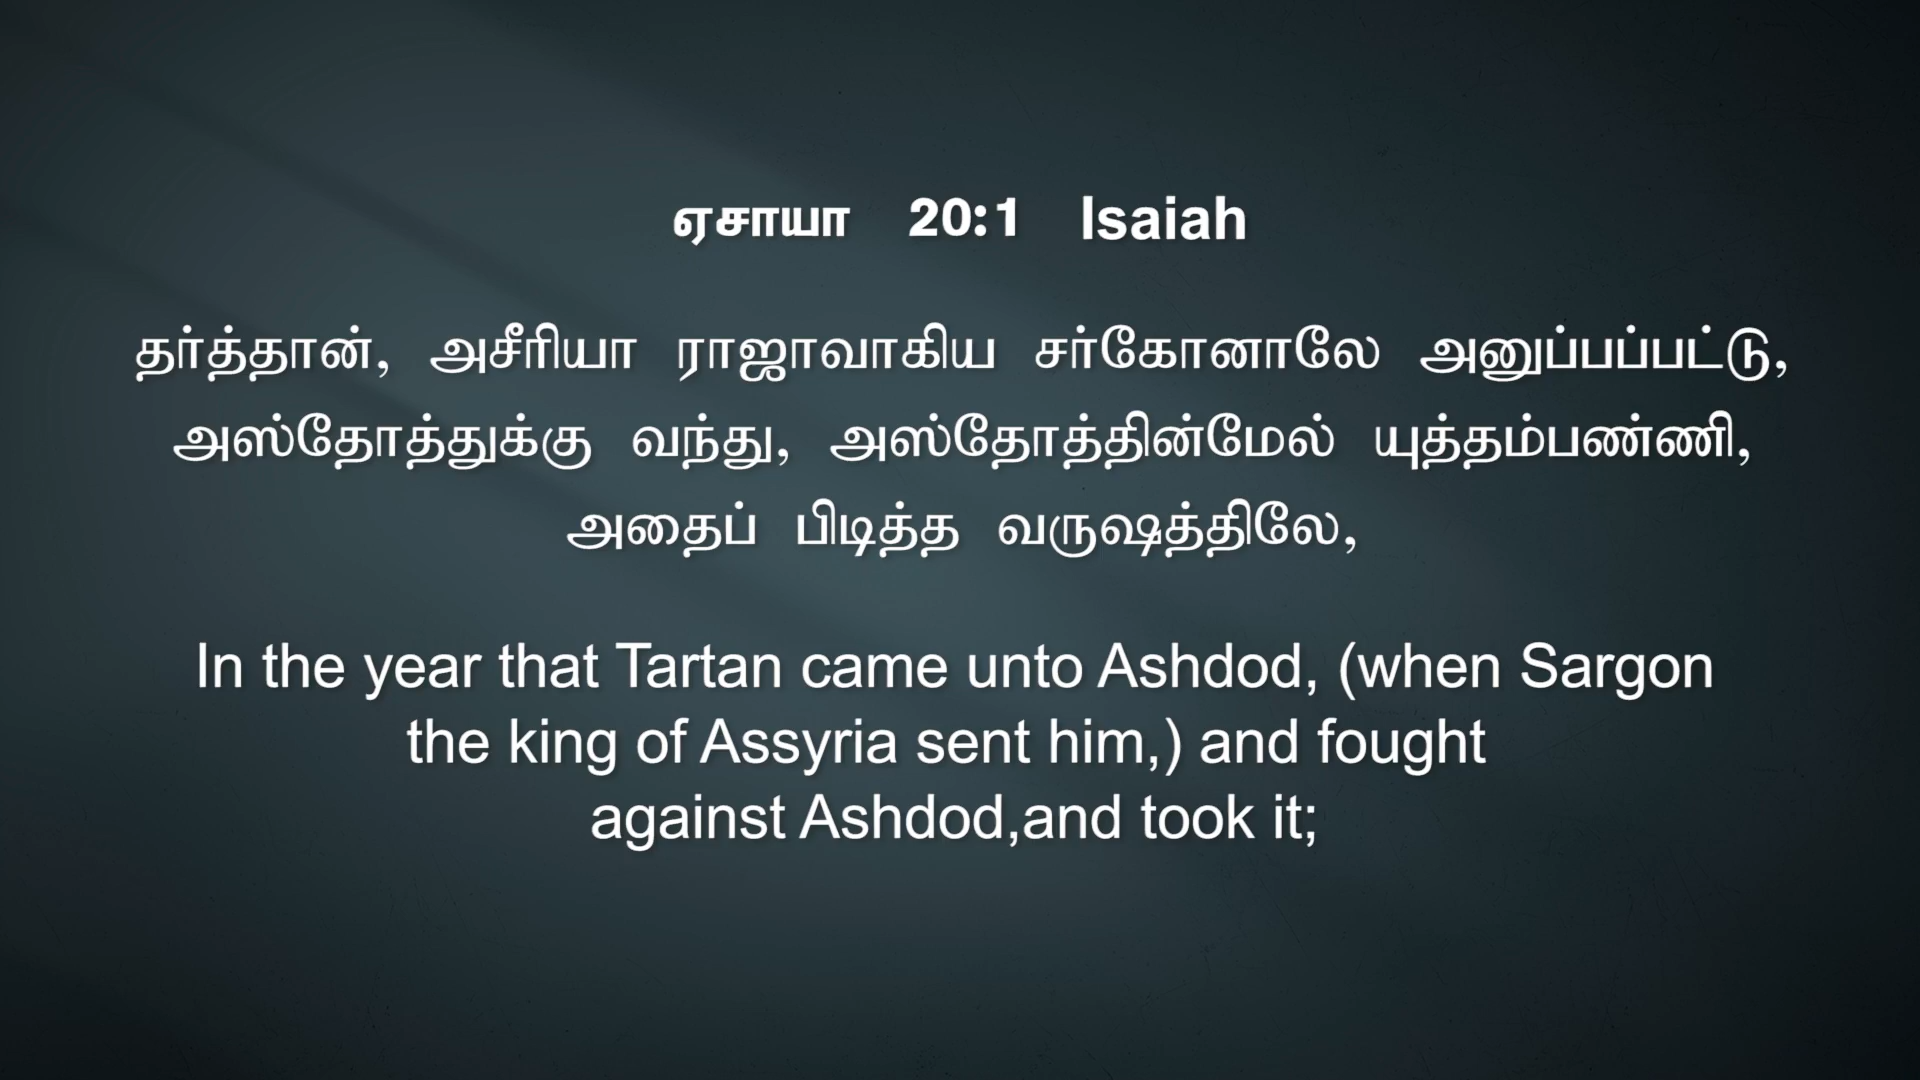 ஏசாயா 20:1 Isaiah
தர்த்தான், அசீரியா ராஜாவாகிய சர்கோனாலே அனுப்பப்பட்டு,
அஸ்தோத்துக்கு வந்து, அஸ்தோத்தின்மேல் யுத்தம்பண்ணி,
அதைப் பிடித்த வருஷத்திலே,
In the year that Tartan came unto Ashdod, (when Sargon
the king of Assyria sent him,) and fought
against Ashdod,and took it;